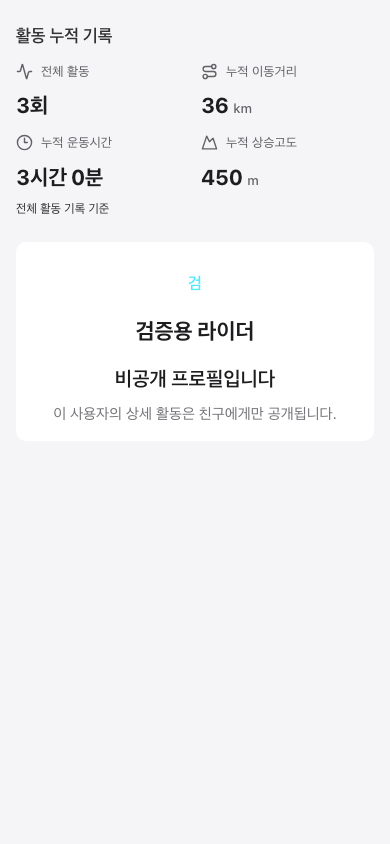 활동 누적 기록
전체 활동
누적 이동거리
3회
36 km
누적 운동시간
누적 상승고도
3시간 0분
450 m
전체 활동 기록 기준
검
검증용 라이더
비공개 프로필입니다
이 사용자의 상세 활동은 친구에게만 공개됩니다.